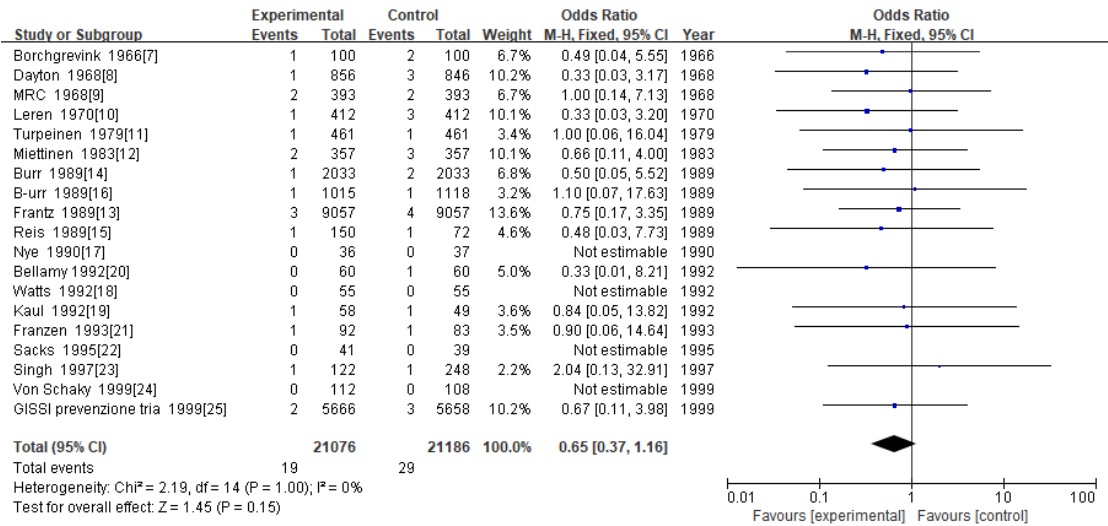 Experimental Control Odds Ratio Odds Ratio
Study or Subgroup Events Total Events Total Weight M-H, Fixed, 95% CI Year M-H, Fixed, 95% CI
Borchgrevink 1966[7] 1 100 2 100 6.7% 0.49 [0.04, 5.55] 1966
Dayton 1968[8] 1 856 3 846 10.2% 0.33 [0.03, 3.17] 1968
MRC 1968[9] 2 393 2 393 6.7% 1.00 [0.14, 7.13] 1968
Leren 1970[10] 1 412 3 412 10.1% 0.33 [0.03, 3.20] 1970
Turpeinen 1979[11] 1 461 1 461 3.4% 1.00 [0.06, 16.04] 1979
Miettinen 1983[12] 2 357 3 357 10.1% 0.66 [0.11, 4.00] 1983
Burr 1989[14] 1 2033 2 2033 6.8% 0.50 [0.05, 5.52] 1989
B-urr 1989[16] 1 1015 1 1118 3.2% 1.10 [0.07, 17.63] 1989
Frantz 1989[13] 3 9057 4 9057 13.6% 0.75 [0.17, 3.35] 1989
Reis 1989[15] 1 150 1 72 4.6% 0.48 [0.03, 7.73] 1989
Nye 1990[17] 0 36 0 37 Not estimable 1990
Bellamy 1992[20] 0 60 1 60 5.0% 0.33 [0.01, 8.21] 1992
Watts 1992[18] 0 55 0 55 Not estimable 1992
Kaul 1992[19] 1 58 1 49 3.6% 0.84 [0.05, 13.82] 1992
Franzen 1993[21] 1 92 1 83 3.5% 0.90 [0.06, 14.64] 1993
Sacks 1995[22] 0 41 0 39 Not estimable 1995
Singh 1997[23] 1 122 1 248 2.2% 2.04 [0.13, 32.91] 1997
Von Schaky 1999[24] 0 112 0 108 Not estimable 1999
GISSI prevenzione tria 1999[25] 2 5666 3 5658 10.2% 0.67 [0.11, 3.98] 1999
Total (95% CI) 21076 21186 100.0% 0.65 [0.37, 1.16]
Total events 19 29
Heterogeneity: Chi² = 2.19, df = 14 (P = 1.00); I² = 0%
Test for overall effect: Z = 1.45 (P = 0.15)
0.01 0.1 1 10 100
Favours [experimental] Favours [control]